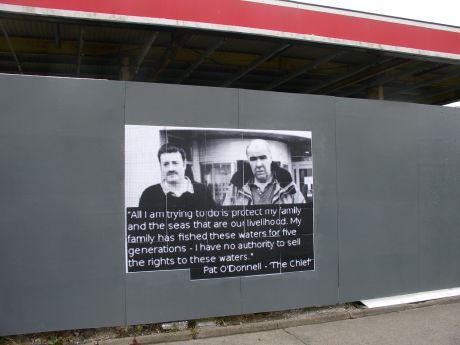 "All I am trying to do is protect my family
and the seas that are our livelihood. My
family has fished these waters for five
generations - I have no authority to sell
the rights to these waters."
Pat O'Donnell - 'The Chief'